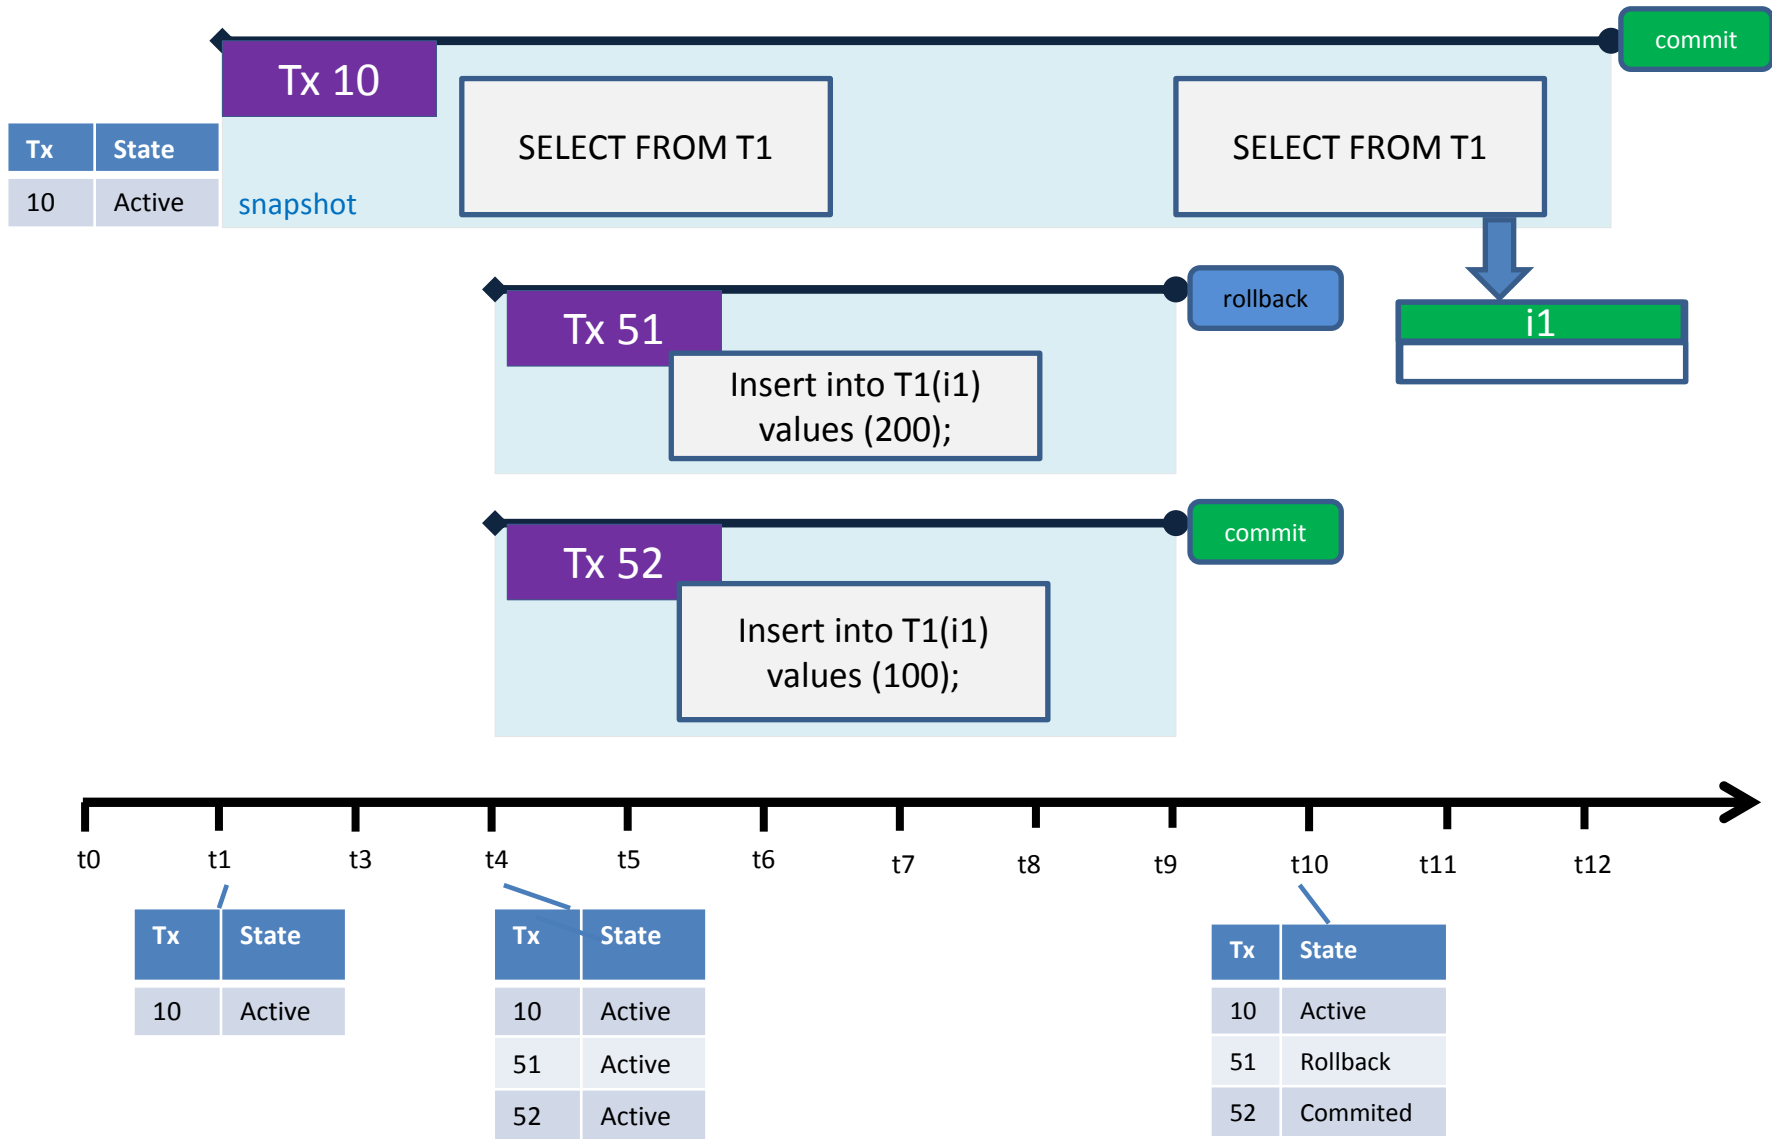 commit
Tx 10
SELECT FROM T1
SELECT FROM T1
Tx State
10 Active
snapshot
rollback
Tx 51
i1
Insert into T1(i1)
values (200);
commit
Tx 52
Insert into T1(i1)
values (100);
t0 t1 t3 t4 t5 t6 t7 t8 t9 t10 t11 t12
Tx State
10 Active
Tx State
10 Active
51 Active
52 Active
Tx State
10 Active
51 Rollback
52 Commited